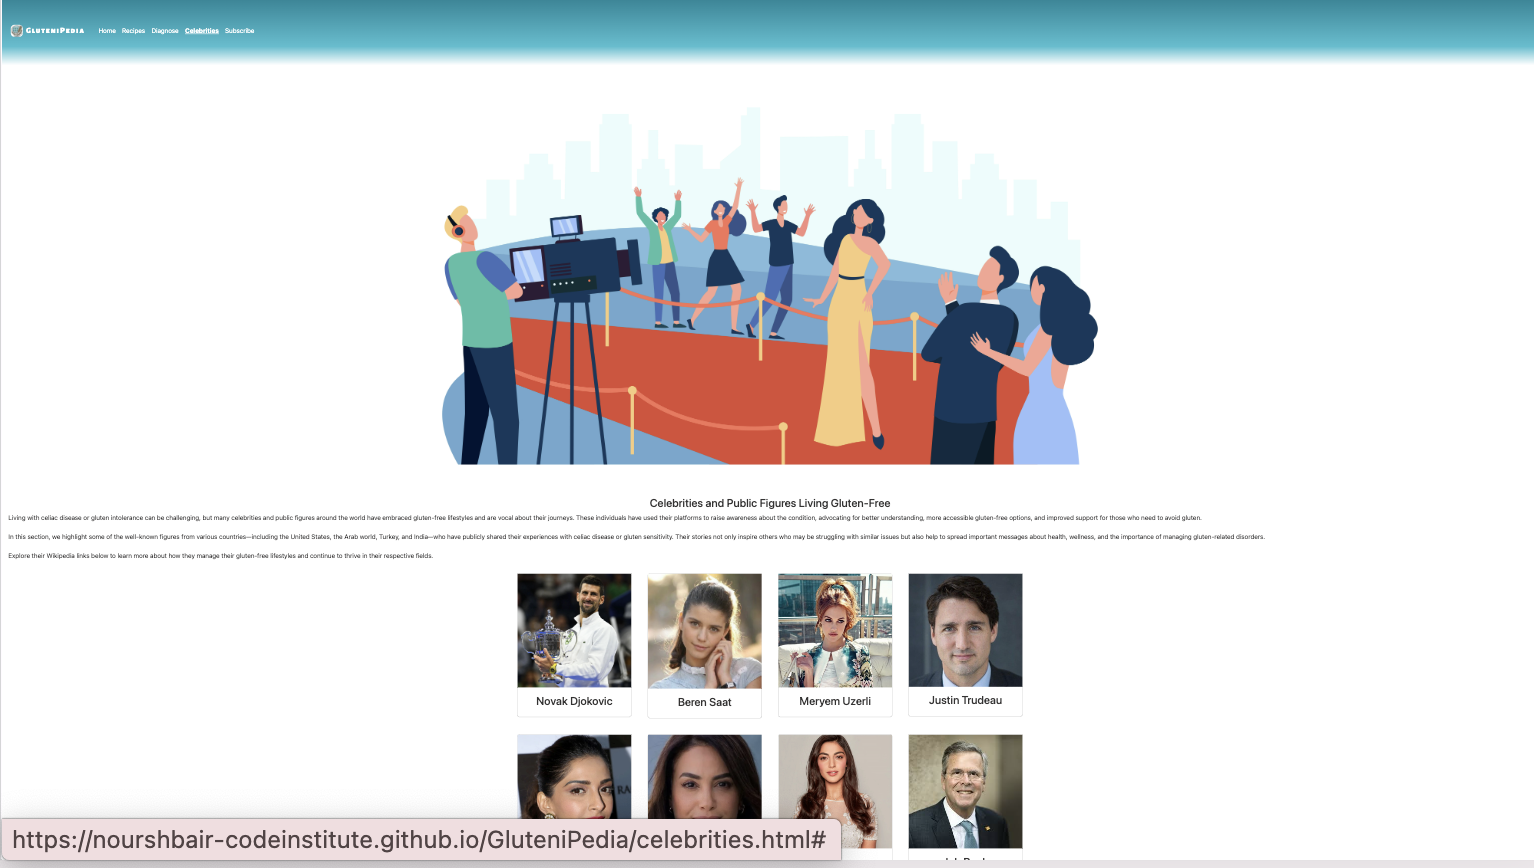 GLUTENIPEDIA Home Recipes Diagnose Celebrities Subscribe
Celebrities and Public Figures Living Gluten-Free
Living with celiac disease or gluten intolerance can be challenging, but many celebrities and public figures around the world have embraced gluten-free lifestyles and are vocal about their journeys. These individuals have used their platforms to raise awareness about the condition, advocating for better understanding, more accessible gluten-free options, and improved support for those who need to avoid gluten.
In this section, we highlight some of the well-known figures from various countries—including the United States, the Arab world, Turkey, and India—who have publicly shared their experiences with celiac disease or gluten sensitivity. Their stories not only inspire others who may be struggling with similar issues but also help to spread important messages about health, wellness, and the importance of managing gluten-related disorders.
Explore their Wikipedia links below to learn more about how they manage their gluten-free lifestyles and continue to thrive in their respective fields.
Novak Djokovic Beren Saat Meryem Uzerli Justin Trudeau
https://nourshbair-codeinstitute.github.io/GluteniPedia/celebrities.html#